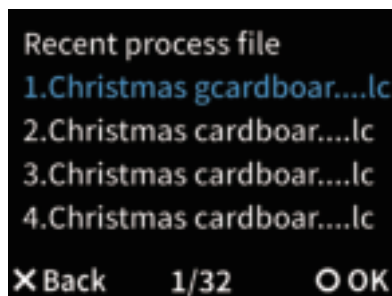 Recent process file
1.Christmas gcardboar....lc
2.Christmas cardboar....lc
3.Christmas cardboar....lc
4.Christmas cardboar....lc
X Back 1/32 O OK